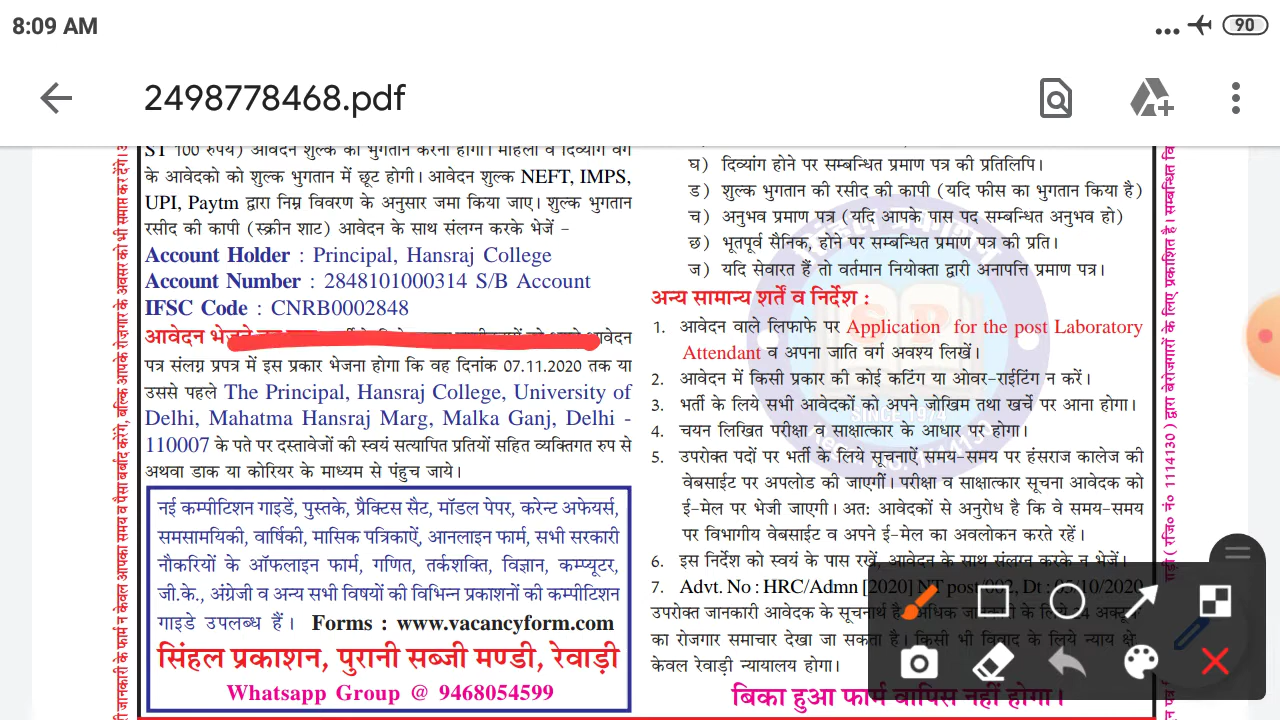 8:09 AM
90
2498778468.pdf
ST 100 रुपय) आवेदन शुल्क का भुगतान करना होगा। महिला व दिव्यांग वर्ग
के आवेदको को शुल्क भुगतान में छूट होगी। आवेदन शुल्क NEFT, IMPS,
UPI, Paytm द्वारा निम्न विवरण के अनुसार जमा किया जाए। शुल्क भुगतान
रसीद की कापी (स्क्रीन शाट) आवेदन के साथ संलग्न करके भेजें –
Account Holder : Principal, Hansraj College
Account Number : 2848101000314 S/B Account
IFSC Code : CNRB0002848
आवेदन
पत्र संलग्न प्रपत्र में इस प्रकार भेजना होगा कि वह दिनांक 07.11.2020 तक या
उससे पहले The Principal, Hansraj College, University of
Delhi, Mahatma Hansraj Marg, Malka Ganj, Delhi -
110007 के पते पर दस्तावेजों की स्वयं सत्यापित प्रतियों सहित व्यक्तिगत रुप से
अथवा डाक या कोरियर के माध्यम से पंहुच जाये।
नई कम्पीटिशन गाइडें, पुस्तके, प्रैक्टिस सैट, मॉडल पेपर, करेन्ट अफेयर्स,
समसामयिकी, वार्षिकी, मासिक पत्रिकाऐं, आनलाइन फार्म, सभी सरकारी
नौकरियों के ऑफलाइन फार्म, गणित, तर्कशक्ति, विज्ञान, कम्प्यूटर,
जी.के., अंग्रेजी व अन्य सभी विषयों की विभिन्न प्रकाशनों की कम्पीटिशन
गाइडे उपलब्ध हैं। Forms : www.vacancyform.com
सिंहल प्रकाशन, पुरानी सब्जी मण्डी, रेवाड़ी
Whatsapp Group @ 9468054599
घ) दिव्यांग होने पर सम्बन्धित प्रमाण पत्र की प्रतिलिपि।
ड) शुल्क भुगतान की रसीद की कापी (यदि फीस का भुगतान किया है)
च) अनुभव प्रमाण पत्र (यदि आपके पास पद सम्बन्धित अनुभव हो)
छ) भूतपूर्व सैनिक, होने पर सम्बन्धित प्रमाण पत्र की प्रति।
ज) यदि सेवारत हैं तो वर्तमान नियोक्ता द्वारी अनापत्ति प्रमाण पत्र।
अन्य सामान्य शर्तें व निर्देश :
1. आवेदन वाले लिफाफे पर Application for the post Laboratory
Attendant व अपना जाति वर्ग अवश्य लिखें।
2. आवेदन में किसी प्रकार की कोई कटिंग या ओवर–राईटिंग न करें।
3. भर्ती के लिये सभी आवेदकों को अपने जोखिम तथा खर्चे पर आना होगा।
4. चयन लिखित परीक्षा व साक्षात्कार के आधार पर होगा।
5. उपरोक्त पदों पर भर्ती के लिये सूचनाऐं समय–समय पर हंसराज कालेज की
वेबसाईट पर अपलोड की जाएगीं। परीक्षा व साक्षात्कार सूचना आवेदक को
ई–मेल पर भेजी जाएगी। अत: आवेदकों से अनुरोध है कि वे समय–समय
पर विभागीय वेबसाईट व अपने ई–मेल का अवलोकन करते रहें।
6. इस निर्देश को स्वयं के पास रखें, आवेदन के साथ संलग्न करके न भेजें।
7. Advt. No : HRC/Admn [2020] NT post/002, Dt : 05/10/2020
उपरोक्त जानकारी आवेदक के सूचनार्थ है। अधिक जानकारी के लिये 24
का रोजगार समाचार देखा जा सकता है। किसी भी विवाद के लिये न्याय
केवल रेवाड़ी न्यायालय होगा।
बिका हुआ फार्म वापिस नहीं होगा।
SINCE 1974